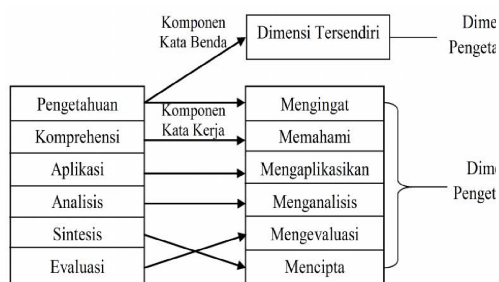 Komponen
Kata Benda
Dimensi Tersendiri
Pengetahuan
Komprehensi
Aplikasi
Analisis
Sintesis
Evaluasi
Komponen
Kata Kerja
Mengingat
Memahami
Mengaplikasikan
Menganalisis
Mengevaluasi
Mencipta